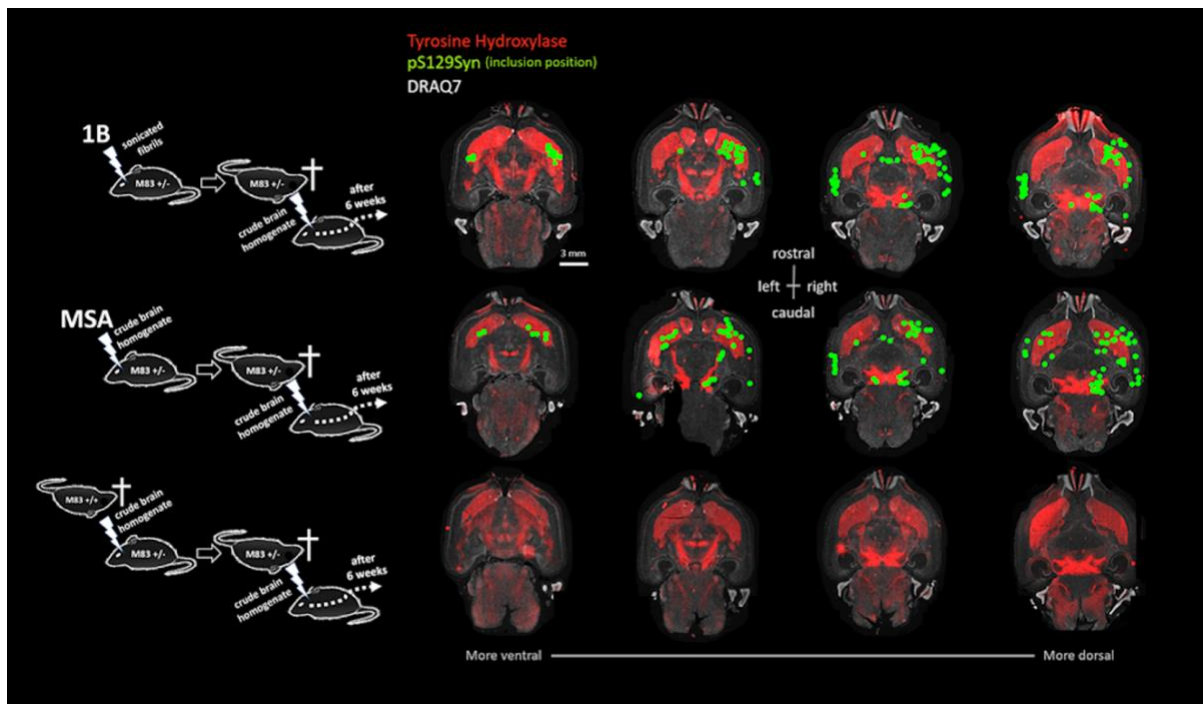 Tyrosine Hydroxylase
pS129Syn (inclusion position)
DRAQ7
1B
sonicated
fibrils
M83 +/-
M83 +/-
crude brain
homogenate
after
6 weeks
3 mm
rostral
left
right
caudal
MSA
crude brain
homogenate
M83 +/-
M83 +/-
crude brain
homogenate
after
6 weeks
M83 +/+
crude brain
homogenate
M83 +/-
M83 +/-
crude brain
homogenate
after
6 weeks
More ventral
More dorsal